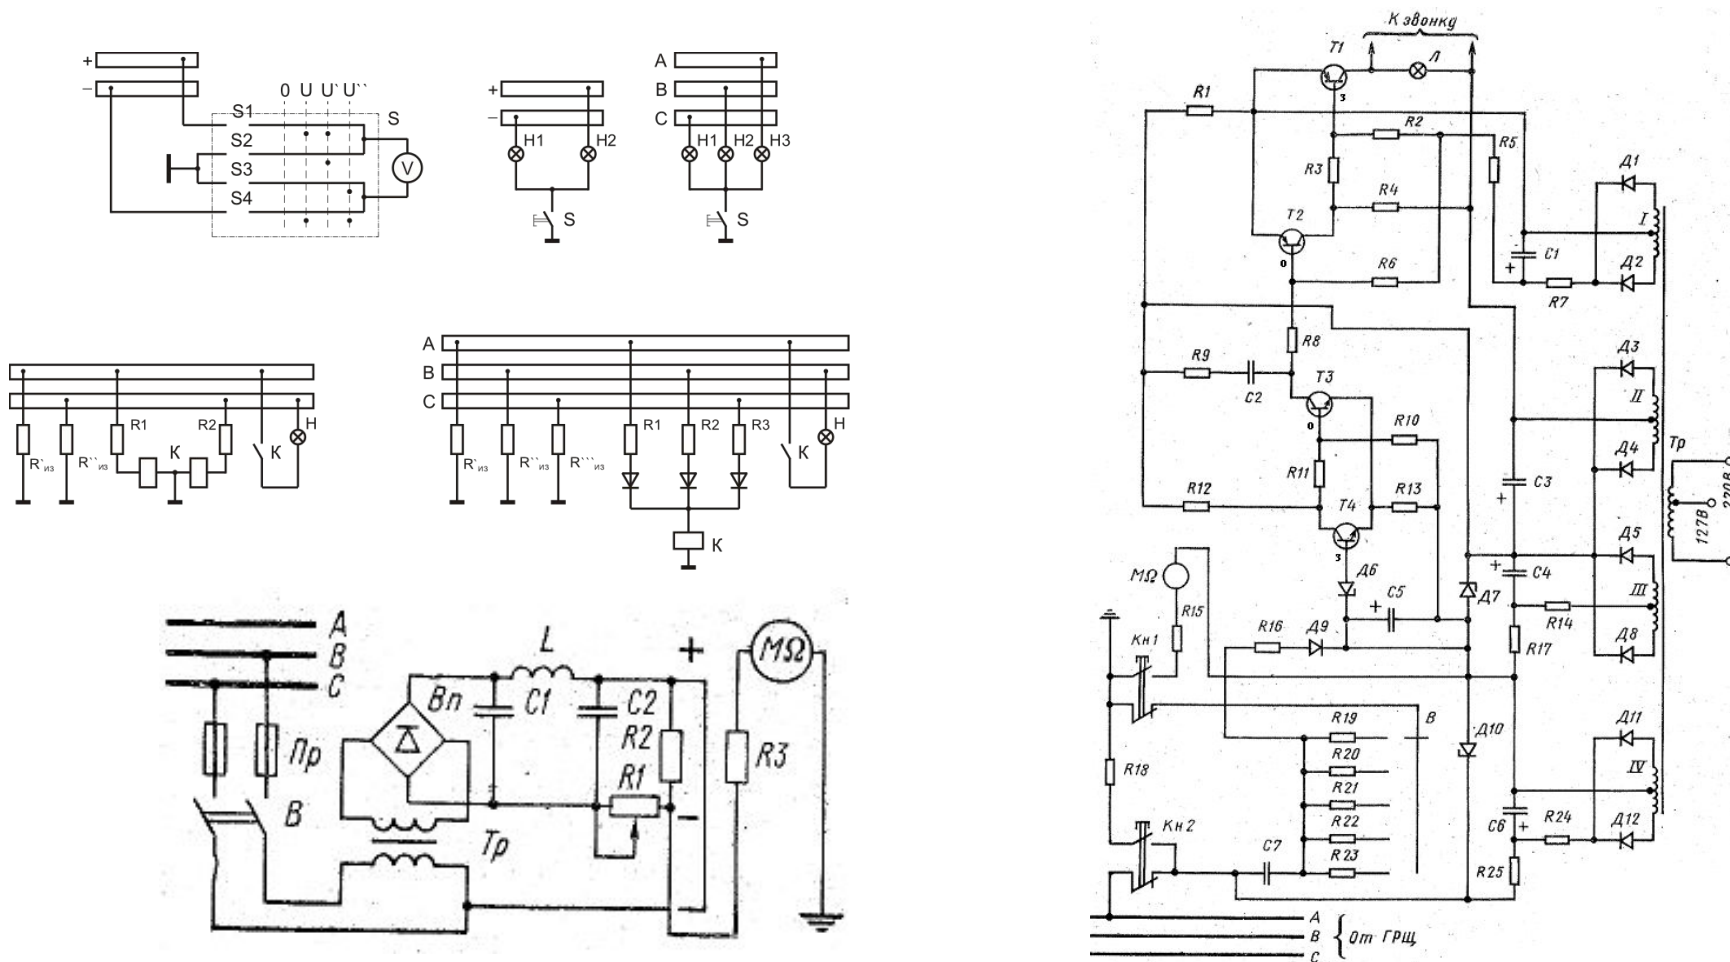 +
−
0 U U` U``
S
S1
S2
S3
S4
V
+
−
H1 H2
S
A
B
C
H1 H2 H3
S
R1 R2 H
K K
R`из R``из
A
B
C
R1 R2 R3 H
K
R`из R``из R```из
K
A
B
C
Пр
В
Вп
L
C1 C2
R2
R1
Тр
+
−
R3
MΩ
К звонку
T1
Л
з
R1
R2
R5
R3
R4
T2
о
R6
C1
+
R7
Д1
I
Д2
R8
R9
C2
T3
о
R10
R11
R12
R13
T4
з
Д3
II
Д4
C3
+
Тр
127В
220В
Д5
III
Д8
C4
+
R14
R17
MΩ
R15
Д6
C5
+
Д7
Кн1
R16
Д9
R18
R19
R20
R21
R22
R23
В
Д10
Д11
IV
Д12
C6
+
R24
R25
Кн2
C7
A
B
C
От ГРЩ